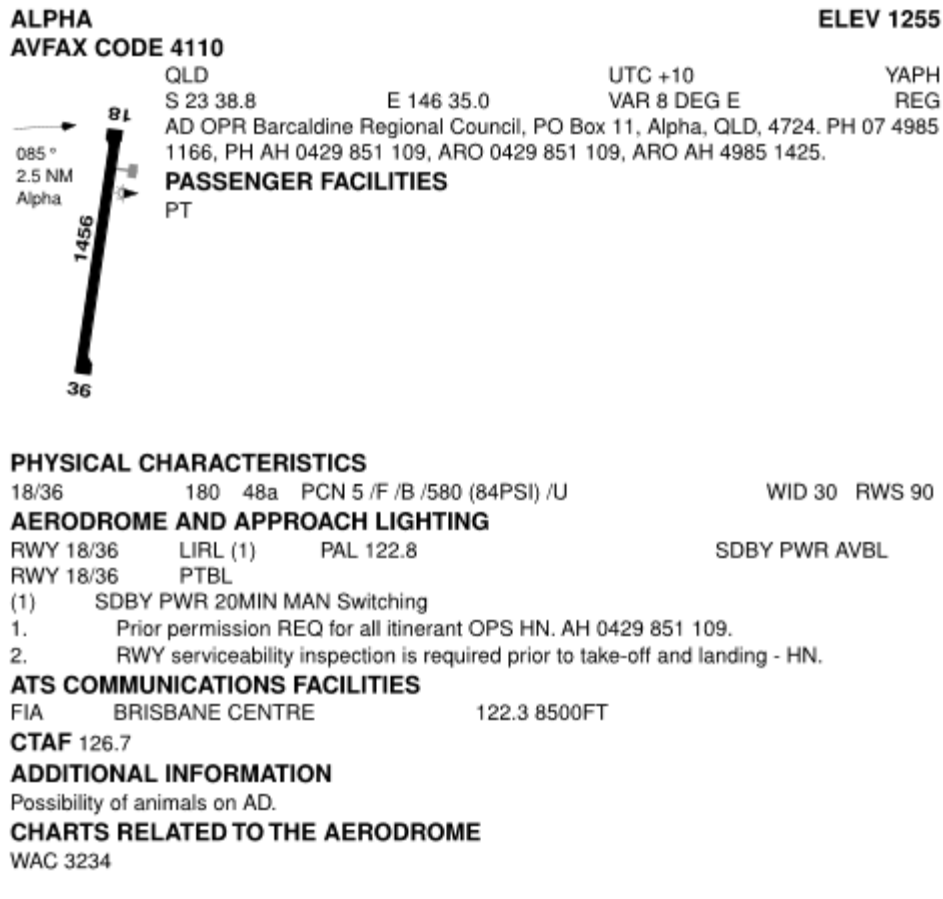 ALPHA ELEV 1255
AVFAX CODE 4110
QLD UTC +10 YAPH
S 23 38.8 E 146 35.0 VAR 8 DEG E REG
AD OPR Barcaldine Regional Council, PO Box 11, Alpha, QLD, 4724. PH 07 4985
1166, PH AH 0429 851 109, ARO 0429 851 109, ARO AH 4985 1425.
PASSENGER FACILITIES
PT
18
085 °
2.5 NM
Alpha
1456
36
PHYSICAL CHARACTERISTICS
18/36 180 48a PCN 5 /F /B /580 (84PSI) /U WID 30 RWS 90
AERODROME AND APPROACH LIGHTING
RWY 18/36 LIRL (1) PAL 122.8 SDBY PWR AVBL
RWY 18/36 PTBL
(1) SDBY PWR 20MIN MAN Switching
1. Prior permission REQ for all itinerant OPS HN. AH 0429 851 109.
2. RWY serviceability inspection is required prior to take-off and landing - HN.
ATS COMMUNICATIONS FACILITIES
FIA BRISBANE CENTRE 122.3 8500FT
CTAF 126.7
ADDITIONAL INFORMATION
Possibility of animals on AD.
CHARTS RELATED TO THE AERODROME
WAC 3234